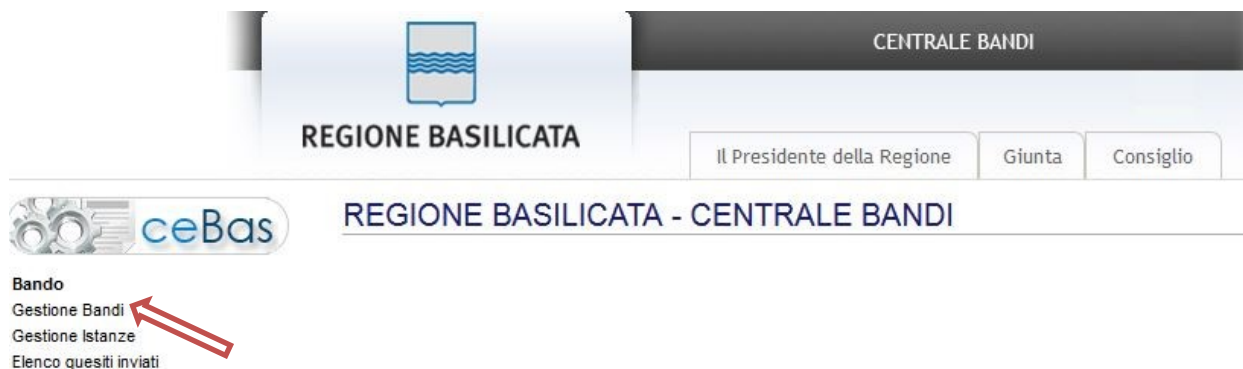 CENTRALE BANDI
REGIONE BASILICATA
Il Presidente della Regione Giunta Consiglio
ceBas
REGIONE BASILICATA - CENTRALE BANDI
Bando
Gestione Bandi
Gestione Istanze
Elenco quesiti inviati